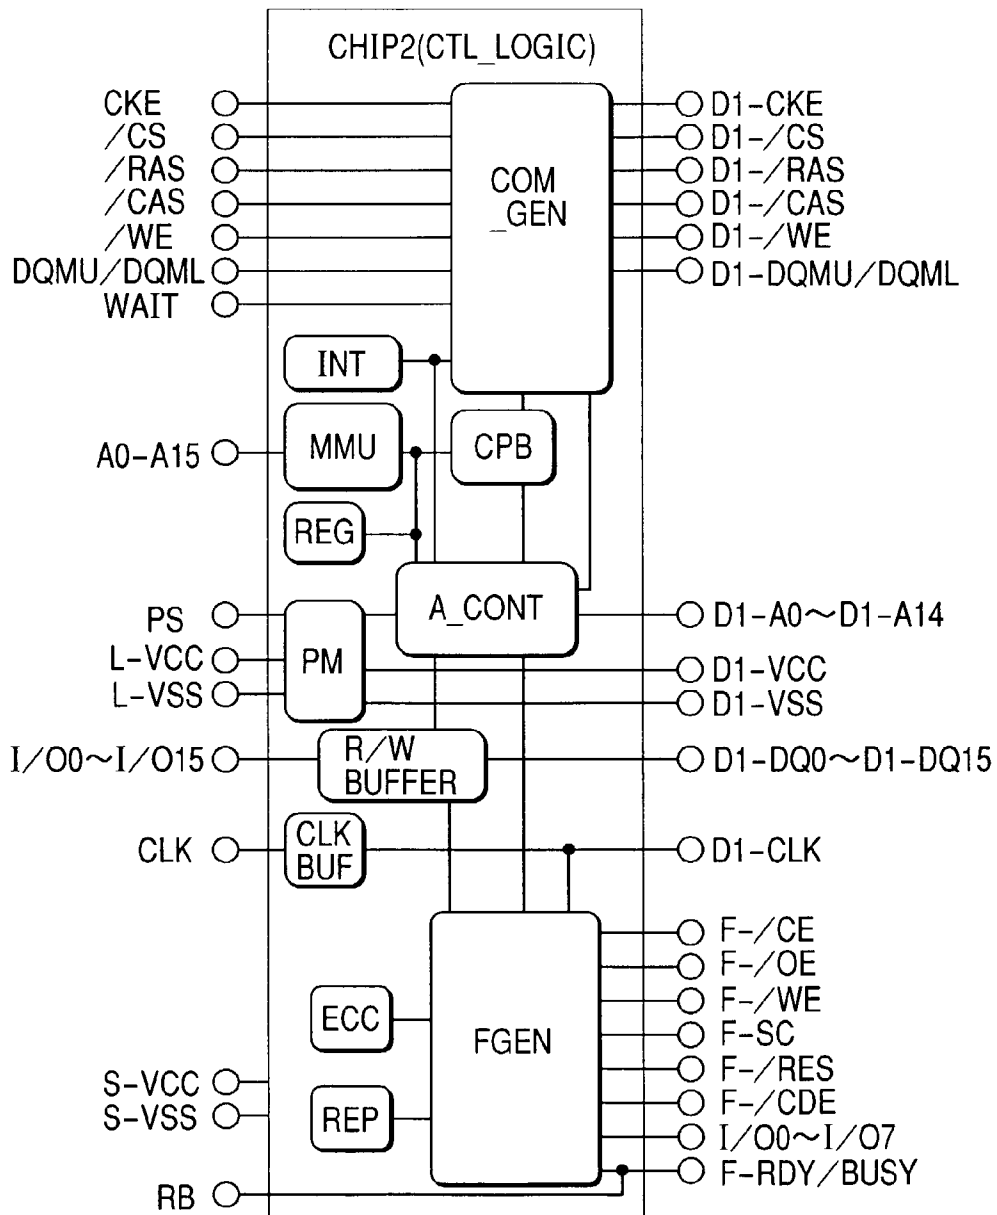 CHIP2(CTL_LOGIC)
CKE
/CS
/RAS
/CAS
/WE
DQMU/DQML
WAIT
COM
_GEN
D1-CKE
D1-/CS
D1-/RAS
D1-/CAS
D1-/WE
D1-DQMU/DQML
INT
A0-A15
MMU
CPB
REG
PS
L-VCC
L-VSS
PM
A_CONT
D1-A0～D1-A14
D1-VCC
D1-VSS
I/O0～I/O15
R/W
BUFFER
D1-DQ0～D1-DQ15
CLK
CLK
BUF
D1-CLK
ECC
REP
FGEN
F-/CE
F-/OE
F-/WE
F-SC
F-/RES
F-/CDE
I/O0～I/O7
F-RDY/BUSY
S-VCC
S-VSS
RB